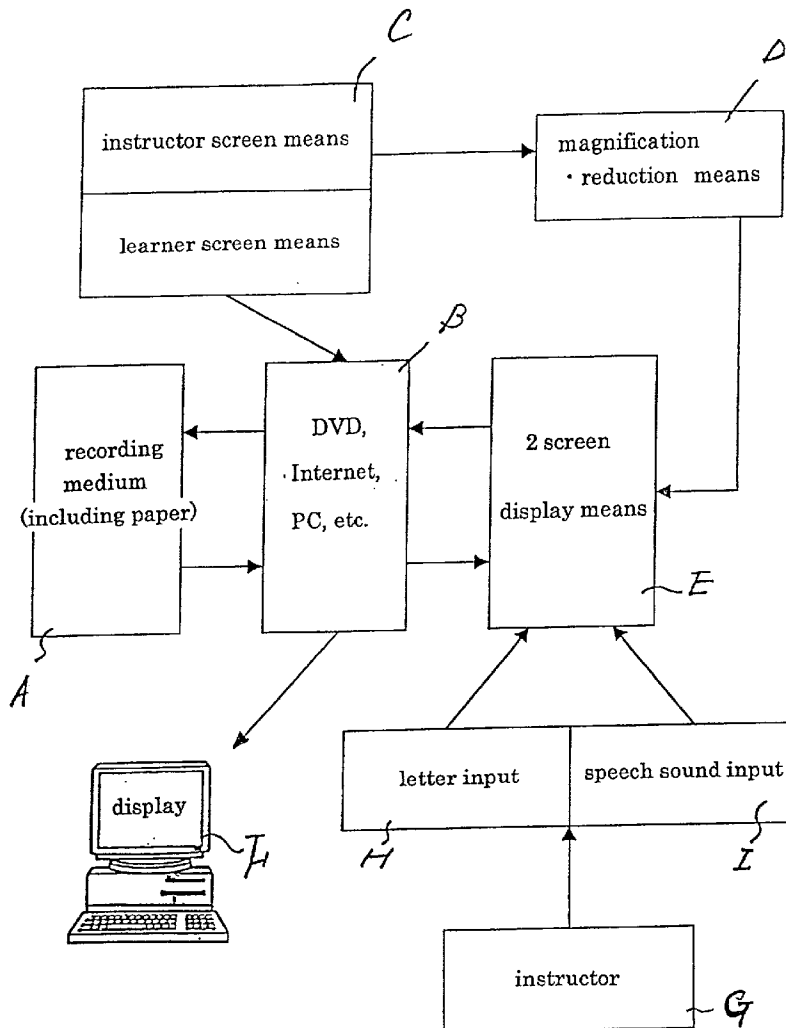 C
D
instructor screen means
magnification
· reduction means
learner screen means
B
recording
medium
(including paper)
DVD,
· Internet,
PC, etc.
2 screen
display means
E
A
display
letter input
speech sound input
H
I
instructor
G